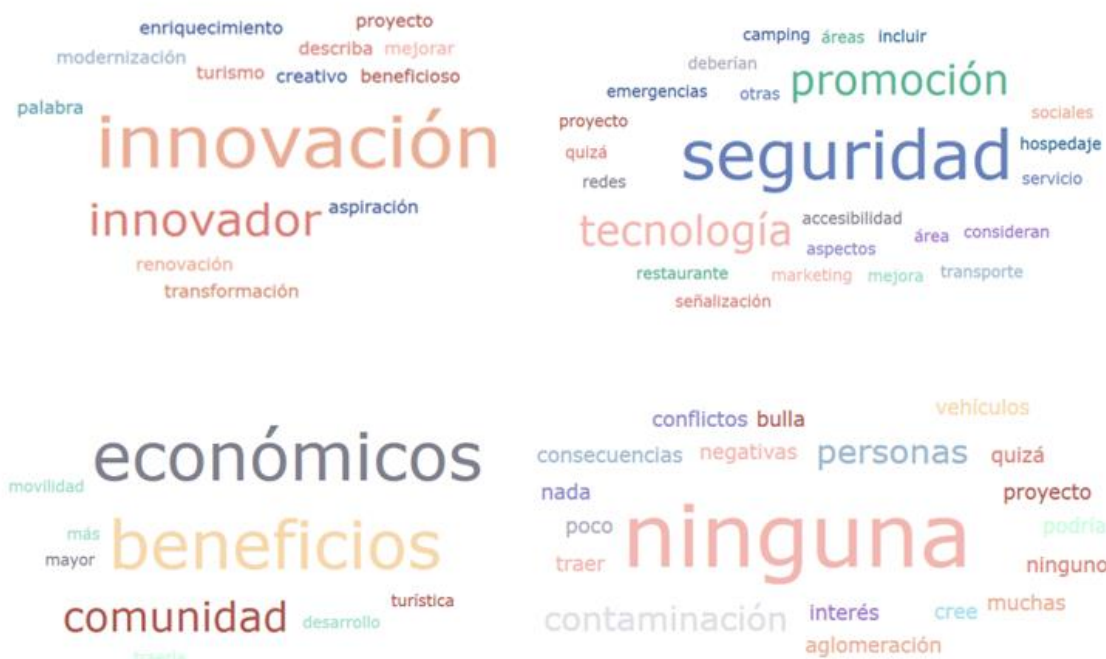 enriquecimiento proyecto
modernización describa mejorar
turismo creativo beneficioso
palabra
innovación
innovador aspiración
renovación
transformación
camping áreas incluir
deberían promoción
emergencias otras
proyecto sociales
quizá seguridad hospedaje
redes servicio
tecnología accesibilidad
aspectos área consideran
restaurante marketing mejora transporte
señalización
económicos
movilidad
más beneficios
mayor
comunidad turística
desarrollo
conflictos bulla vehículos
consecuencias negativas personas quizá
nada proyecto
poco ninguna podría
traer ninguno
contaminación interés cree muchas
aglomeración